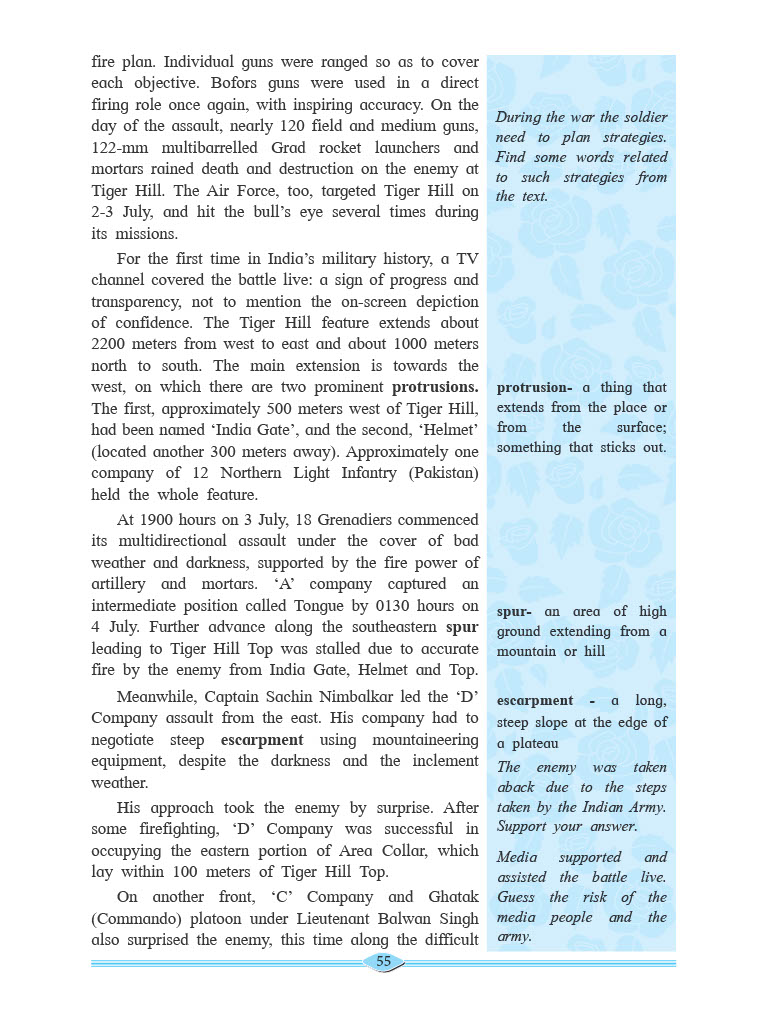 fire plan. Individual guns were ranged so as to cover
each objective. Bofors guns were used in a direct
firing role once again, with inspiring accuracy. On the
day of the assault, nearly 120 field and medium guns,
122-mm multibarrelled Grad rocket launchers and
mortars rained death and destruction on the enemy at
Tiger Hill. The Air Force, too, targeted Tiger Hill on
2-3 July, and hit the bull’s eye several times during
its missions.
For the first time in India’s military history, a TV
channel covered the battle live: a sign of progress and
transparency, not to mention the on-screen depiction
of confidence. The Tiger Hill feature extends about
2200 meters from west to east and about 1000 meters
north to south. The main extension is towards the
west, on which there are two prominent protrusions.
The first, approximately 500 meters west of Tiger Hill,
had been named ‘India Gate’, and the second, ‘Helmet’
(located another 300 meters away). Approximately one
company of 12 Northern Light Infantry (Pakistan)
held the whole feature.
At 1900 hours on 3 July, 18 Grenadiers commenced
its multidirectional assault under the cover of bad
weather and darkness, supported by the fire power of
artillery and mortars. ‘A’ company captured an
intermediate position called Tongue by 0130 hours on
4 July. Further advance along the southeastern spur
leading to Tiger Hill Top was stalled due to accurate
fire by the enemy from India Gate, Helmet and Top.
Meanwhile, Captain Sachin Nimbalkar led the ‘D’
Company assault from the east. His company had to
negotiate steep escarpment using mountaineering
equipment, despite the darkness and the inclement
weather.
His approach took the enemy by surprise. After
some firefighting, ‘D’ Company was successful in
occupying the eastern portion of Area Collar, which
lay within 100 meters of Tiger Hill Top.
On another front, ‘C’ Company and Ghatak
(Commando) platoon under Lieutenant Balwan Singh
also surprised the enemy, this time along the difficult
During the war the soldier
need to plan strategies.
Find some words related
to such strategies from
the text.
protrusion- a thing that
extends from the place or
from the surface;
something that sticks out.
spur- an area of high
ground extending from a
mountain or hill
escarpment - a long,
steep slope at the edge of
a plateau
The enemy was taken
aback due to the steps
taken by the Indian Army.
Support your answer.
Media supported and
assisted the battle live.
Guess the risk of the
media people and the
army.
55